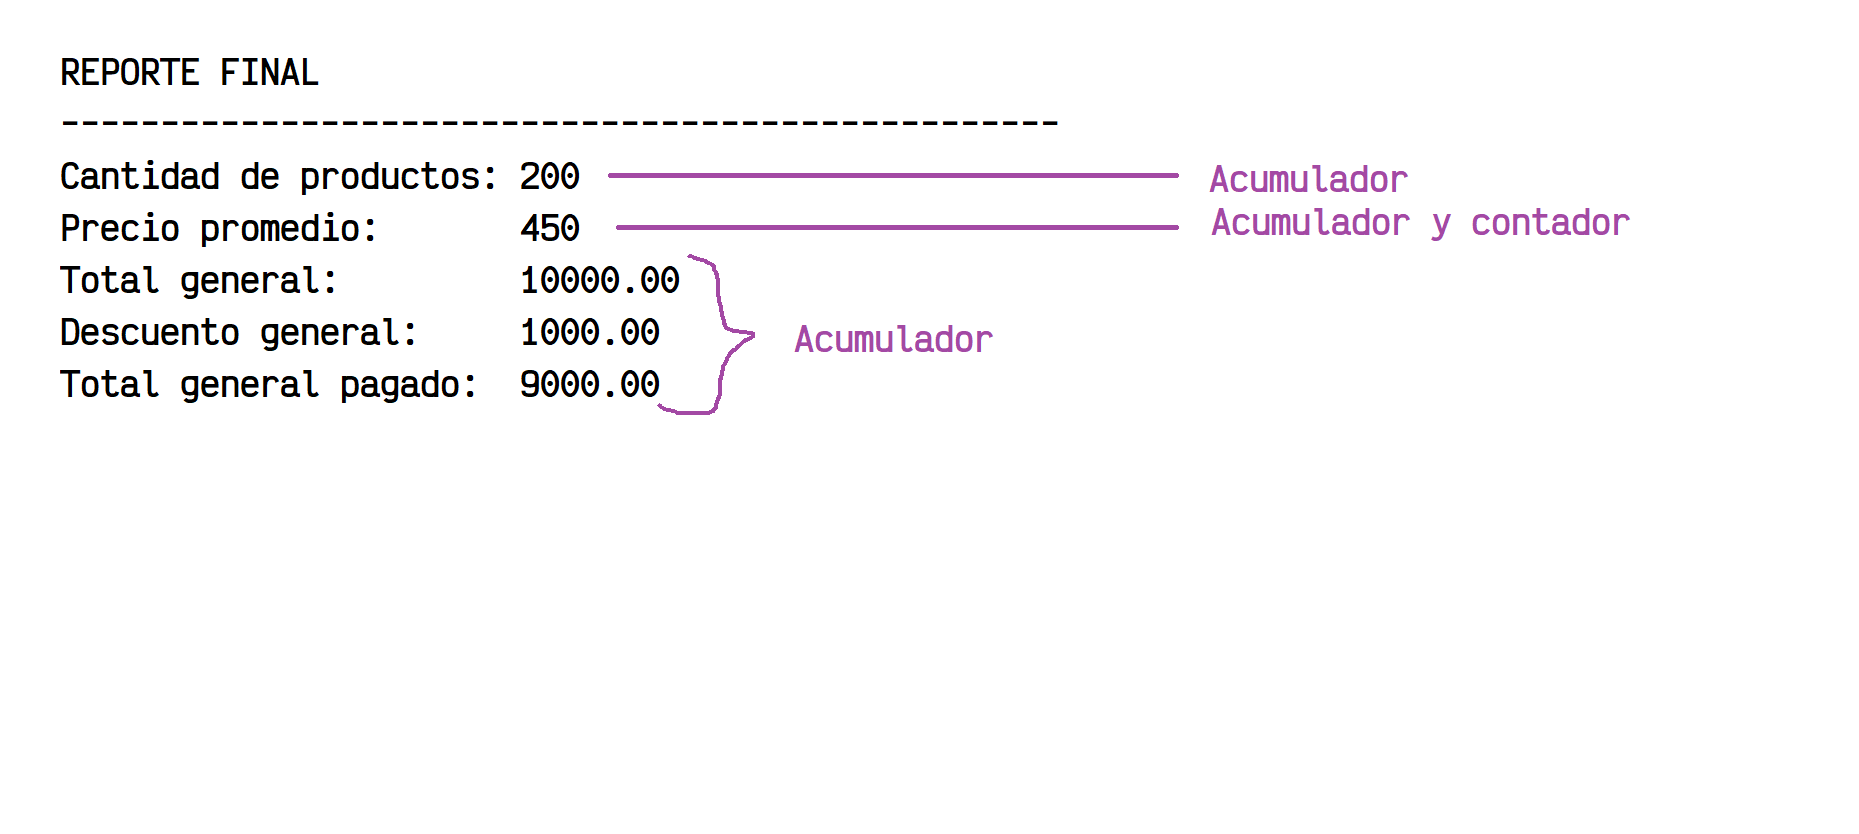 REPORTE FINAL
--------------------------------------------------
Cantidad de productos: 200 Acumulador
Precio promedio: 450 Acumulador y contador
Total general: 10000.00
Descuento general: 1000.00 Acumulador
Total general pagado: 9000.00